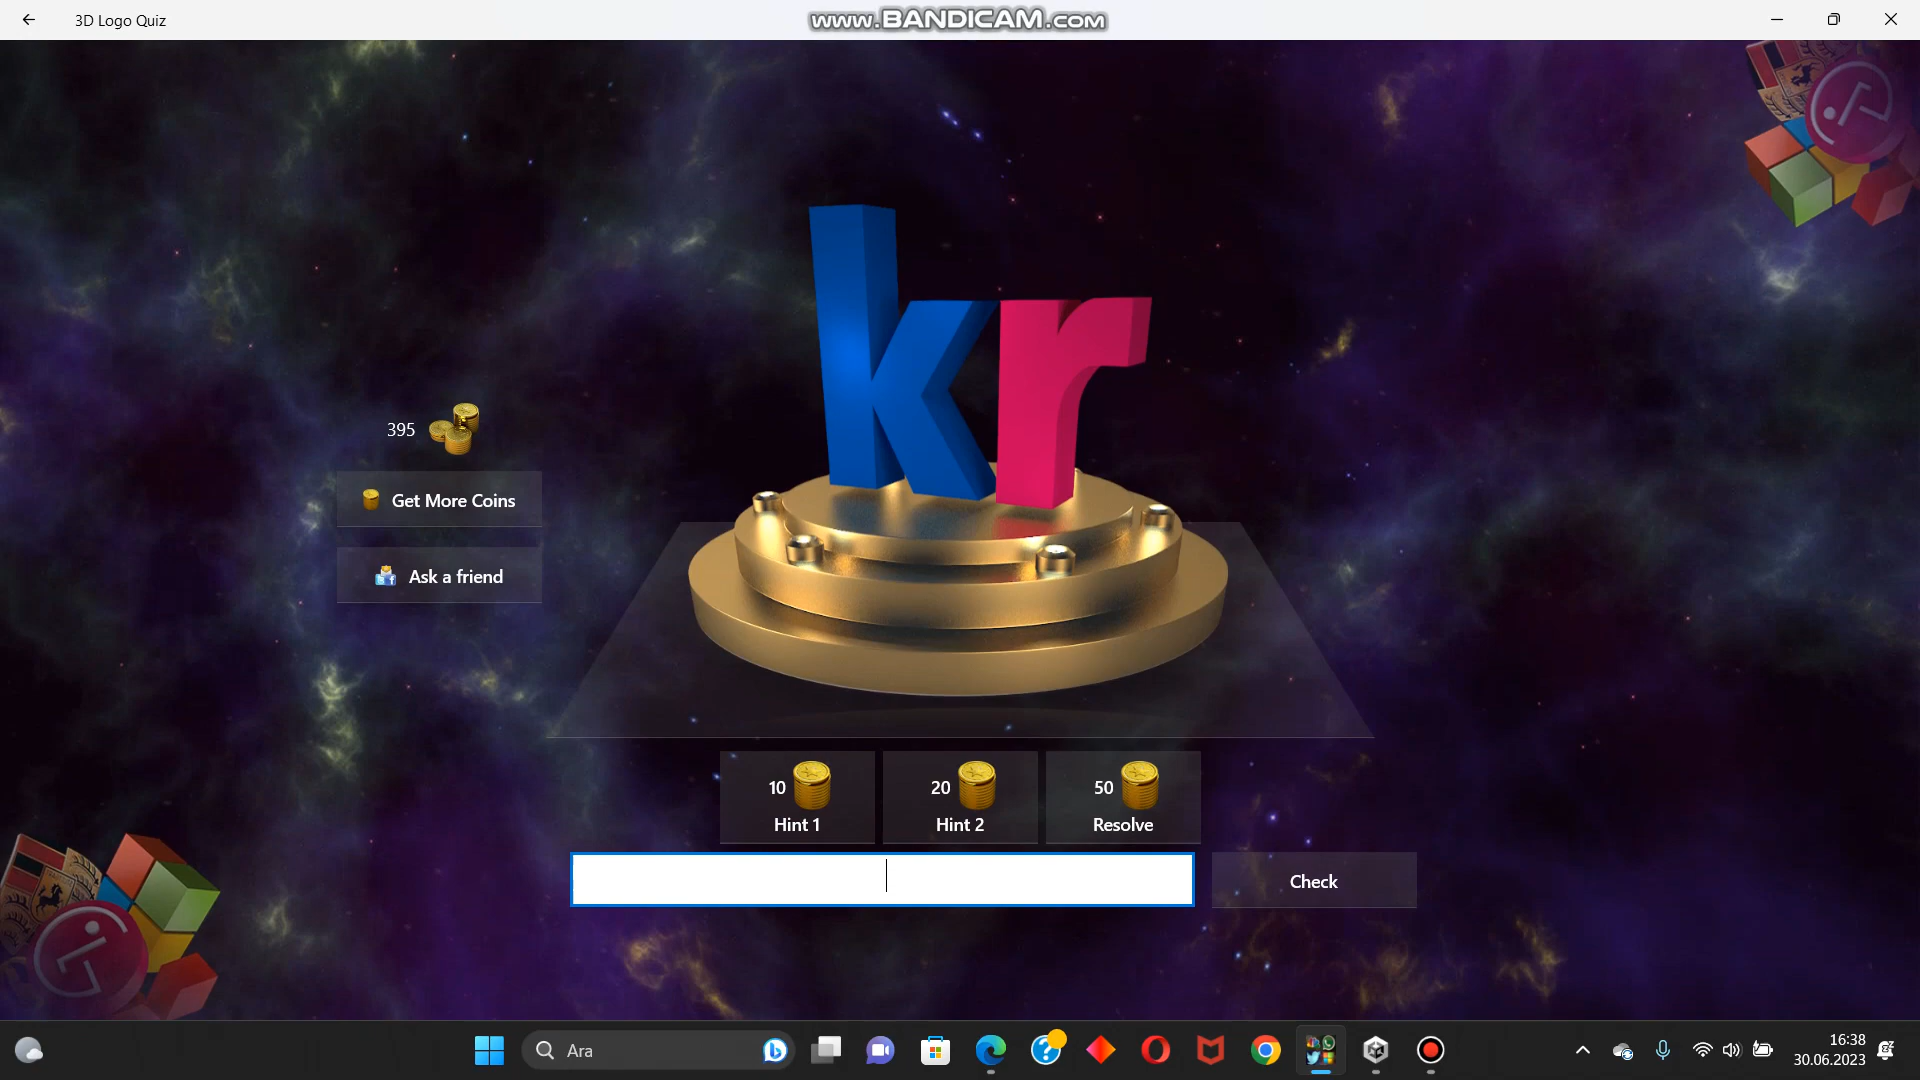 3D Logo Quiz
www.BANDICAM.com
kr
395
Get More Coins
Ask a friend
10
Hint 1
20
Hint 2
50
Resolve
Check
Ara
16:38
30.06.2023